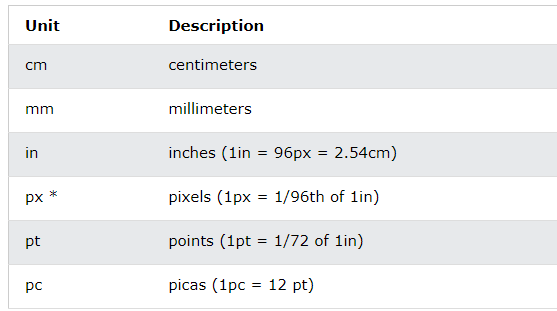 Unit Description
cm centimeters
mm millimeters
in inches (1in = 96px = 2.54cm)
px * pixels (1px = 1/96th of 1in)
pt points (1pt = 1/72 of 1in)
pc picas (1pc = 12 pt)